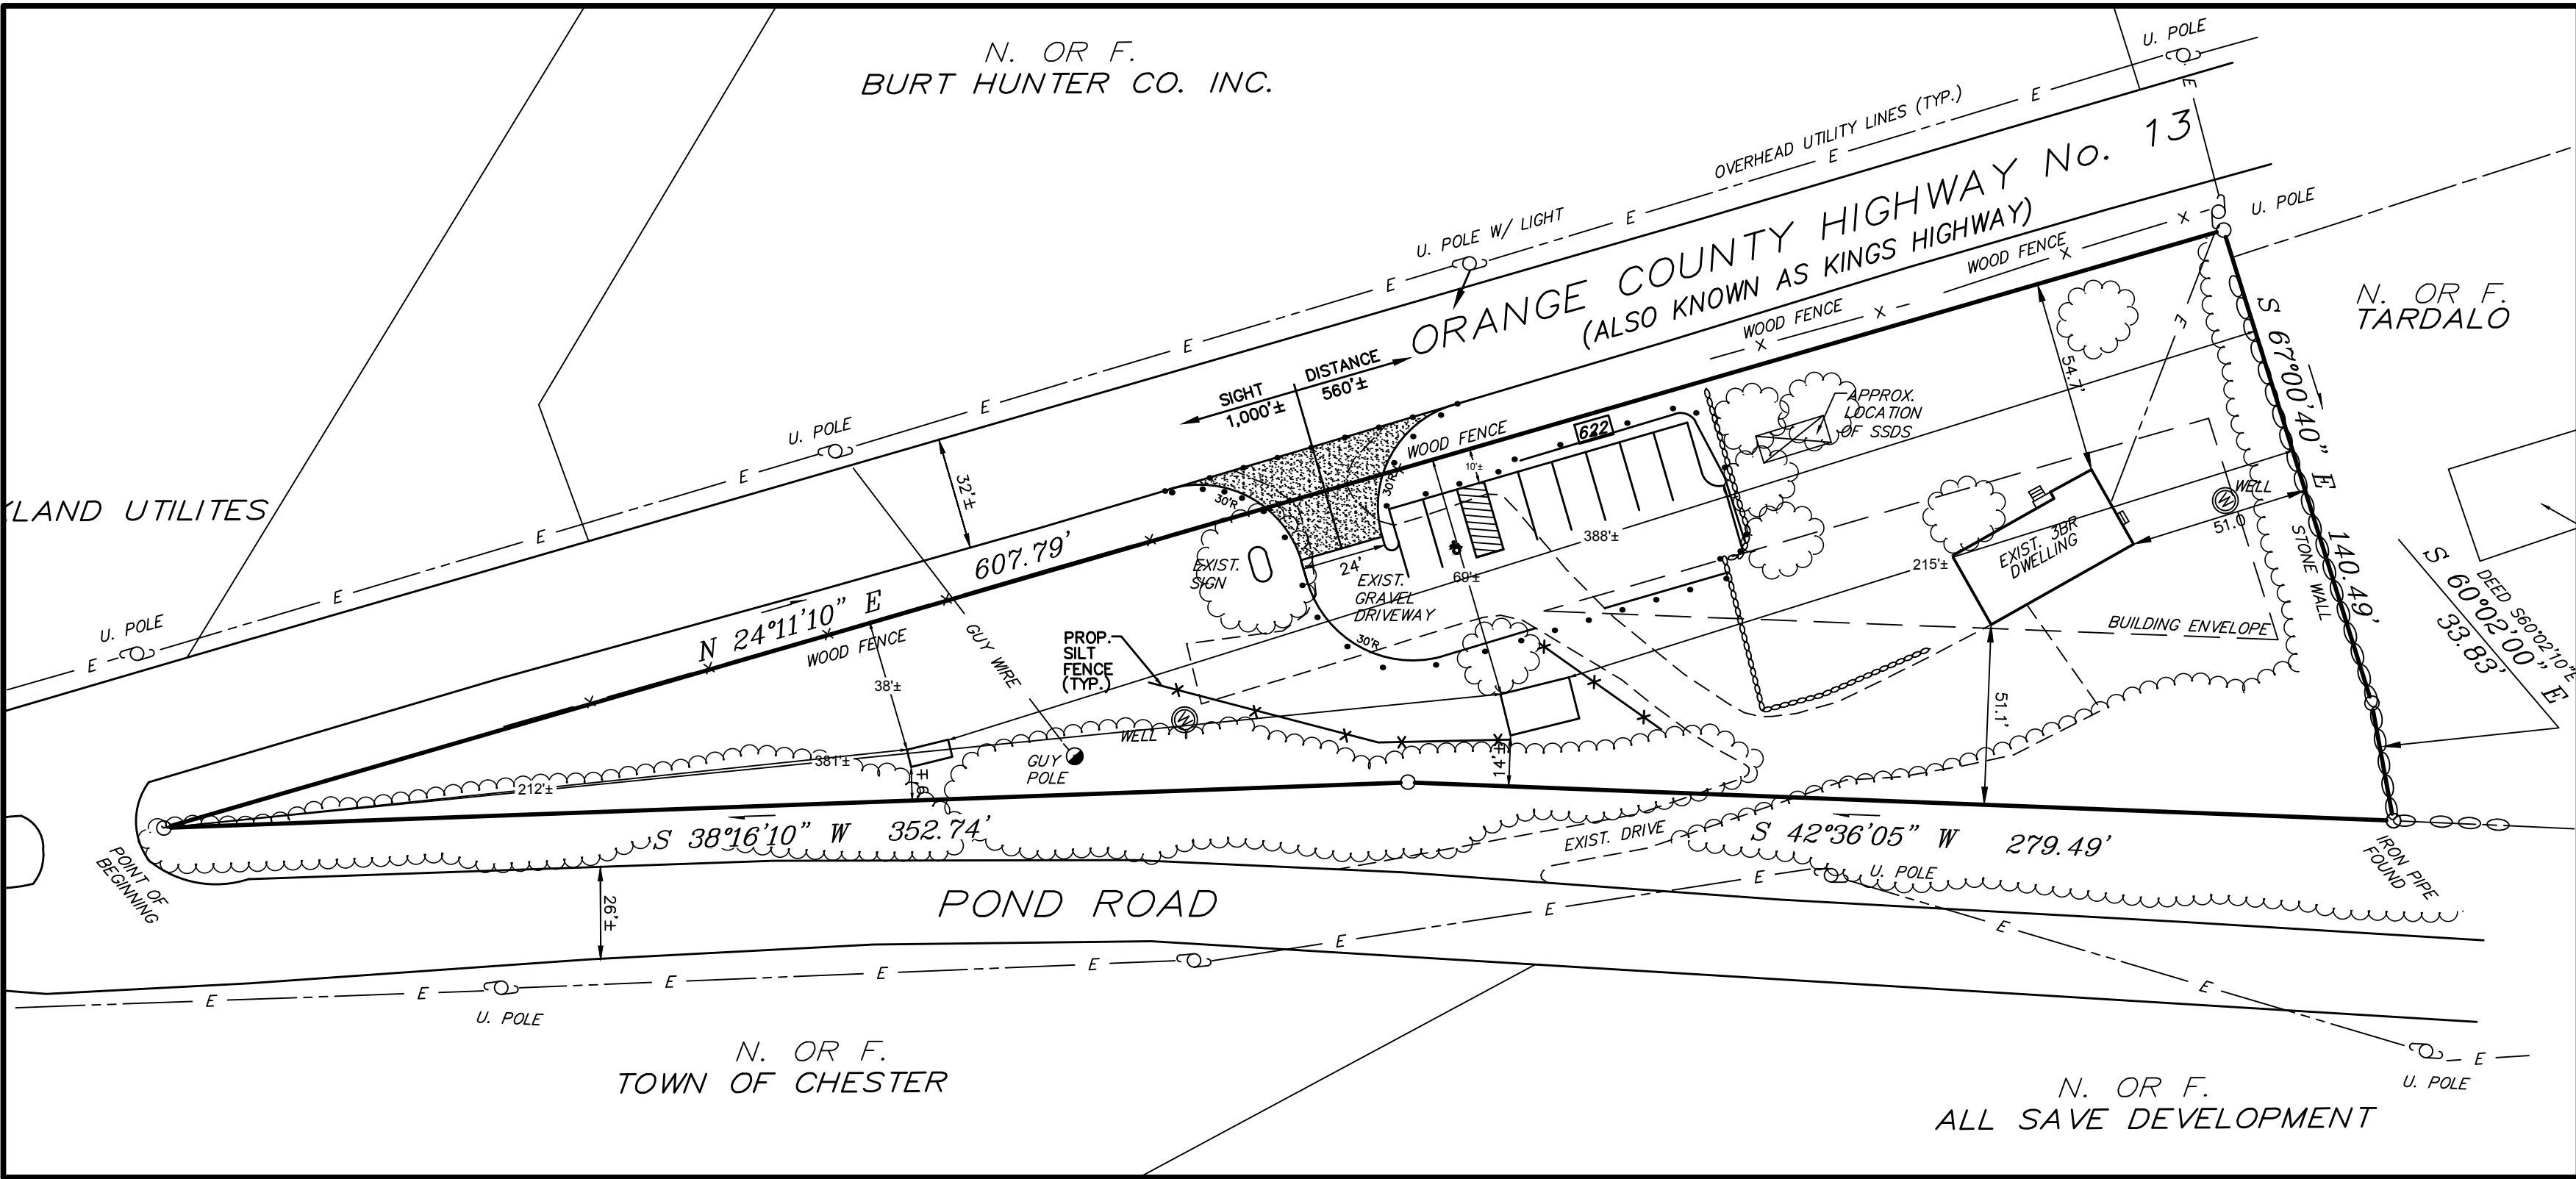 N. OR F.
BURT HUNTER CO. INC.
U. POLE
E
E
OVERHEAD UTILITY LINES (TYP.)
E
E
U. POLE W/ LIGHT
E
E
E
E
E
E
E
E
ORANGE COUNTY HIGHWAY No. 13
(ALSO KNOWN AS KINGS HIGHWAY)
U. POLE
X
WOOD FENCE
X
WOOD FENCE
X
X
N. OR F.
TARDALO
SIGHT DISTANCE
1,000'± 560'±
U. POLE
LAND UTILITES
U. POLE
32'±
607.79'
N 24°11'10" E
WOOD FENCE
WOOD FENCE
622
10'±
30'R
30'R
30'R
24'
EXIST.
SIGN
EXIST.
GRAVEL
DRIVEWAY
69'±
388'±
APPROX.
LOCATION
OF SSDS
54.7'
E
S 67°00'40" E
140.49'
STONE WALL
W
WELL
51.0
215'±
EXIST. 3BR
DWELLING
BUILDING ENVELOPE
51.1'
DEED S60°02'10"E
S 60°02'00" E
33.83'
38'±
GUY WIRE
PROP.
SILT
FENCE
(TYP.)
W
WELL
GUY
POLE
381'±
212'±
14'±
POINT OF
BEGINNING
S 38°16'10" W 352.74'
EXIST. DRIVE
S 42°36'05" W 279.49'
IRON PIPE
FOUND
26'±
POND ROAD
U. POLE
E
E
E
E
E
E
E
E
E
E
E
E
U. POLE
U. POLE
N. OR F.
TOWN OF CHESTER
N. OR F.
ALL SAVE DEVELOPMENT